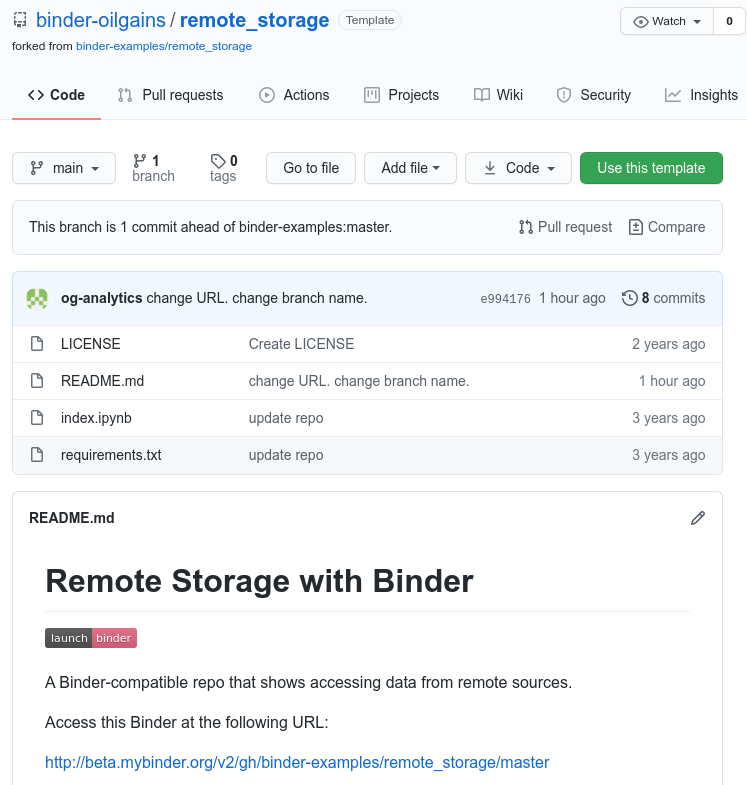 binder-oilgains / remote_storage Template Watch 0
forked from binder-examples/remote_storage
Code Pull requests Actions Projects Wiki Security Insights
main 1 branch 0 tags Go to file Add file Code Use this template
This branch is 1 commit ahead of binder-examples:master. Pull request Compare
og-analytics change URL. change branch name. e994176 1 hour ago 8 commits
LICENSE Create LICENSE 2 years ago
README.md change URL. change branch name. 1 hour ago
index.ipynb update repo 3 years ago
requirements.txt update repo 3 years ago
README.md
Remote Storage with Binder
launch binder
A Binder-compatible repo that shows accessing data from remote sources.
Access this Binder at the following URL:
http://beta.mybinder.org/v2/gh/binder-examples/remote_storage/master